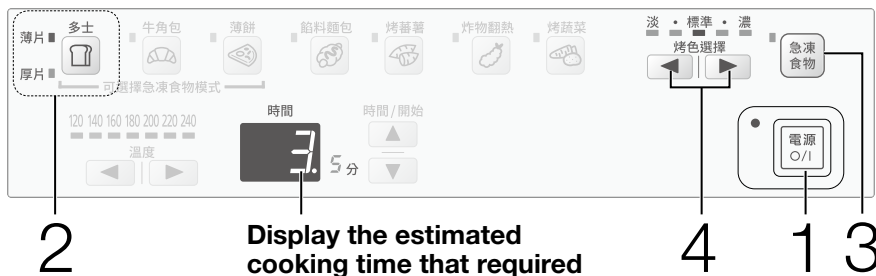 多士 牛角包 薄餅 餡料麵包 烤蕃薯 炸物翻熱 烤蔬菜 淡・標準・濃
薄片
厚片
烤色選擇
急凍
食物
可選擇急凍食物模式
120 140 160 180 200 220 240
溫度
時間
3.5分
時間/開始
電源
O/I
2
Display the estimated
cooking time that required
4
1
3